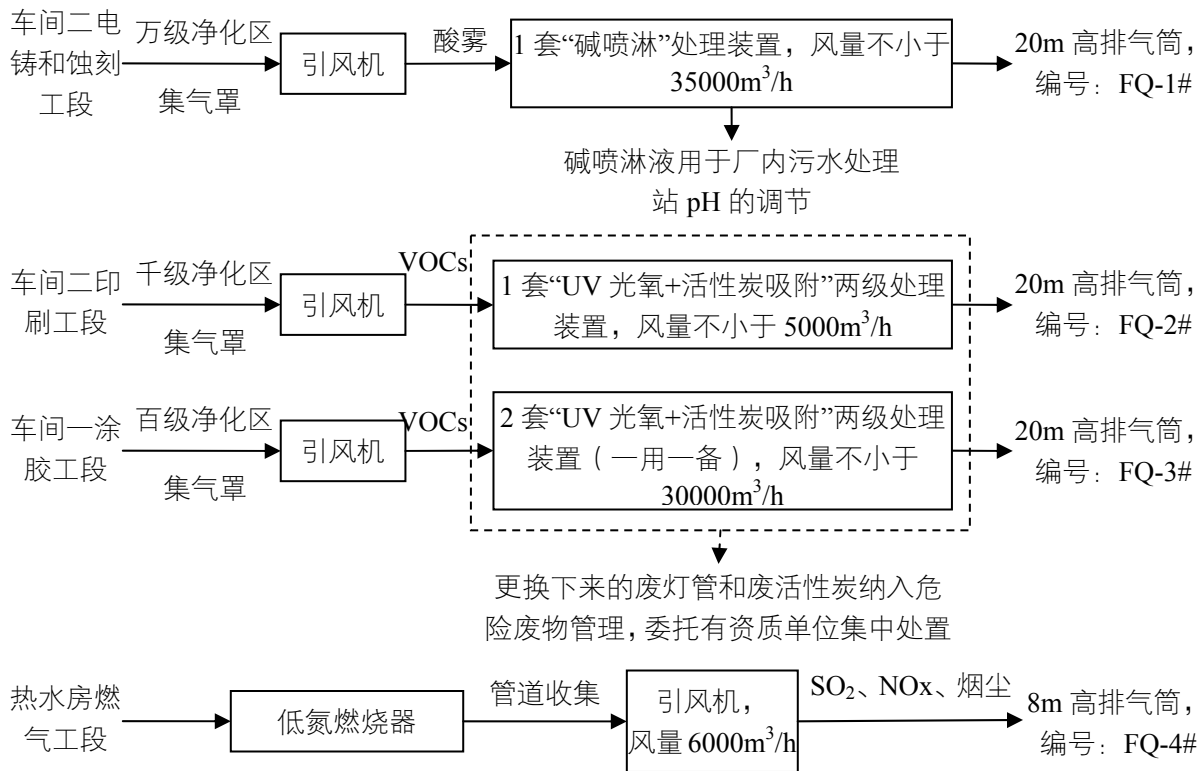 车间二电
铸和蚀刻
工段
万级净化区
集气罩
引风机
酸雾
1 套“碱喷淋”处理装置，风量不小于
35000m³/h
20m 高排气筒，
编号：FQ-1#
碱喷淋液用于厂内污水处理
站 pH 的调节
车间二印
刷工段
千级净化区
集气罩
引风机
VOCs
1 套“UV 光氧+活性炭吸附”两级处理
装置，风量不小于 5000m³/h
20m 高排气筒，
编号：FQ-2#
车间一涂
胶工段
百级净化区
集气罩
引风机
VOCs
2 套“UV 光氧+活性炭吸附”两级处理
装置（一用一备），风量不小于
30000m³/h
20m 高排气筒，
编号：FQ-3#
更换下来的废灯管和废活性炭纳入危
险废物管理，委托有资质单位集中处置
热水房燃
气工段
低氮燃烧器
管道收集
引风机，
风量 6000m³/h
SO₂、NOx、烟尘
8m 高排气筒，
编号：FQ-4#